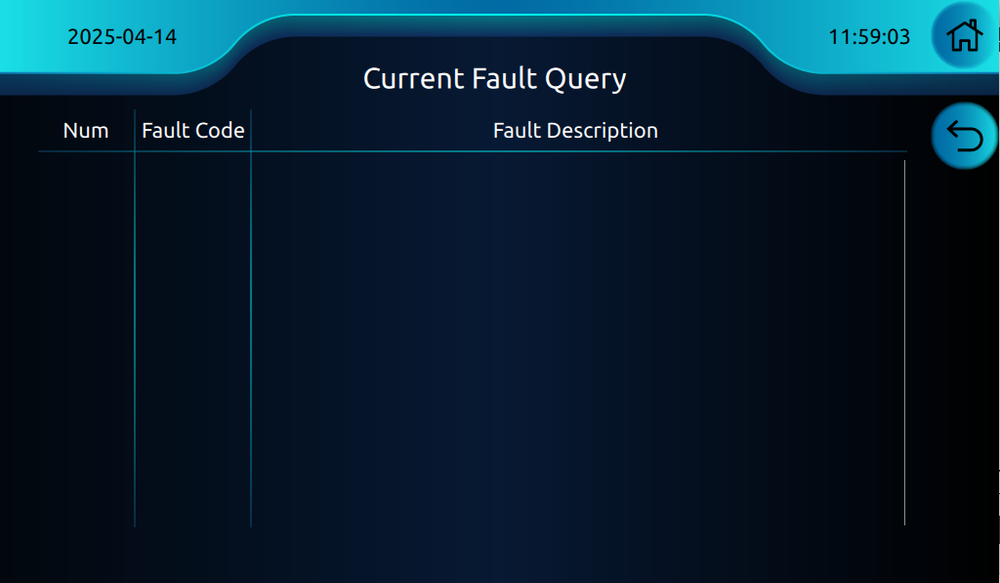 2025-04-14
11:59:03
Current Fault Query
Num Fault Code Fault Description